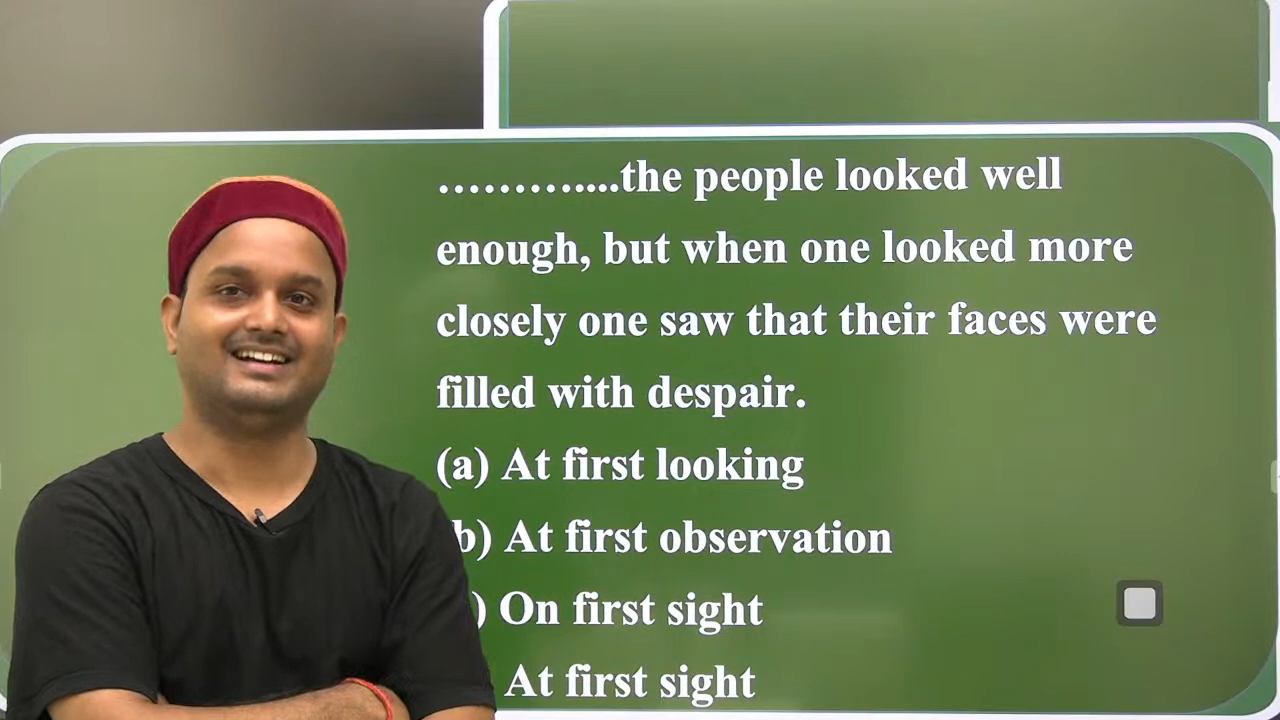 ………….....the people looked well
enough, but when one looked more
closely one saw that their faces were
filled with despair.
(a) At first looking
b) At first observation
) On first sight
At first sight